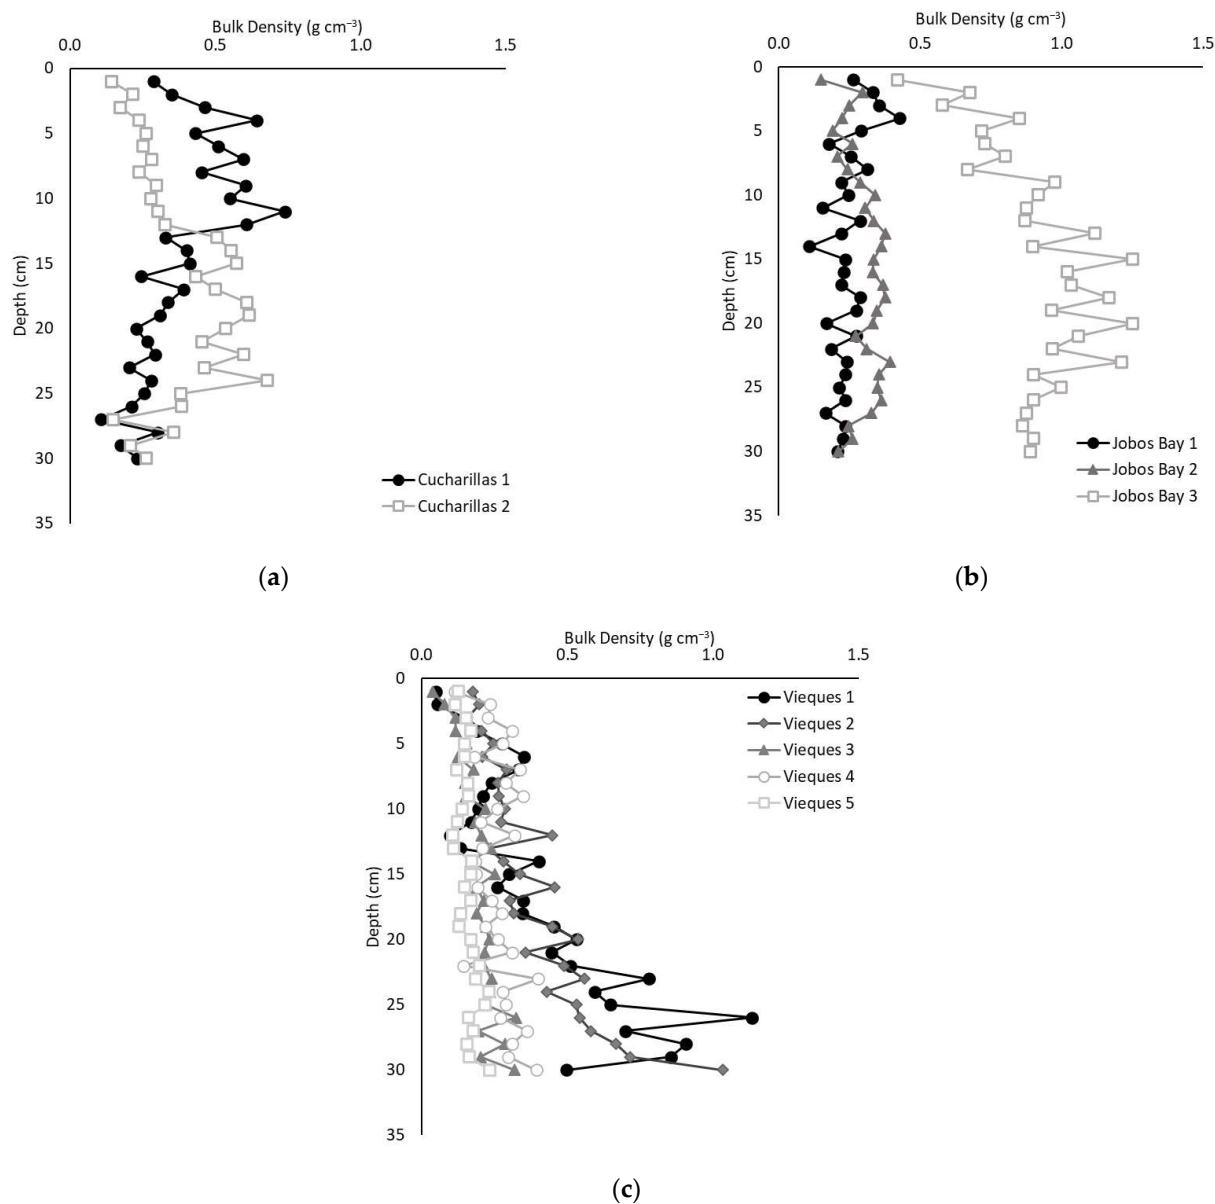 Bulk Density (g cm⁻³)
0.0 0.5 1.0 1.5
0
5
10
15
20
25
30
35
Depth (cm)
Cucharillas 1
Cucharillas 2
(a)
Bulk Density (g cm⁻³)
0.0 0.5 1.0 1.5
0
5
10
15
20
25
30
35
Depth (cm)
Jobos Bay 1
Jobos Bay 2
Jobos Bay 3
(b)
Bulk Density (g cm⁻³)
0.0 0.5 1.0 1.5
0
5
10
15
20
25
30
35
Depth (cm)
Vieques 1
Vieques 2
Vieques 3
Vieques 4
Vieques 5
(c)